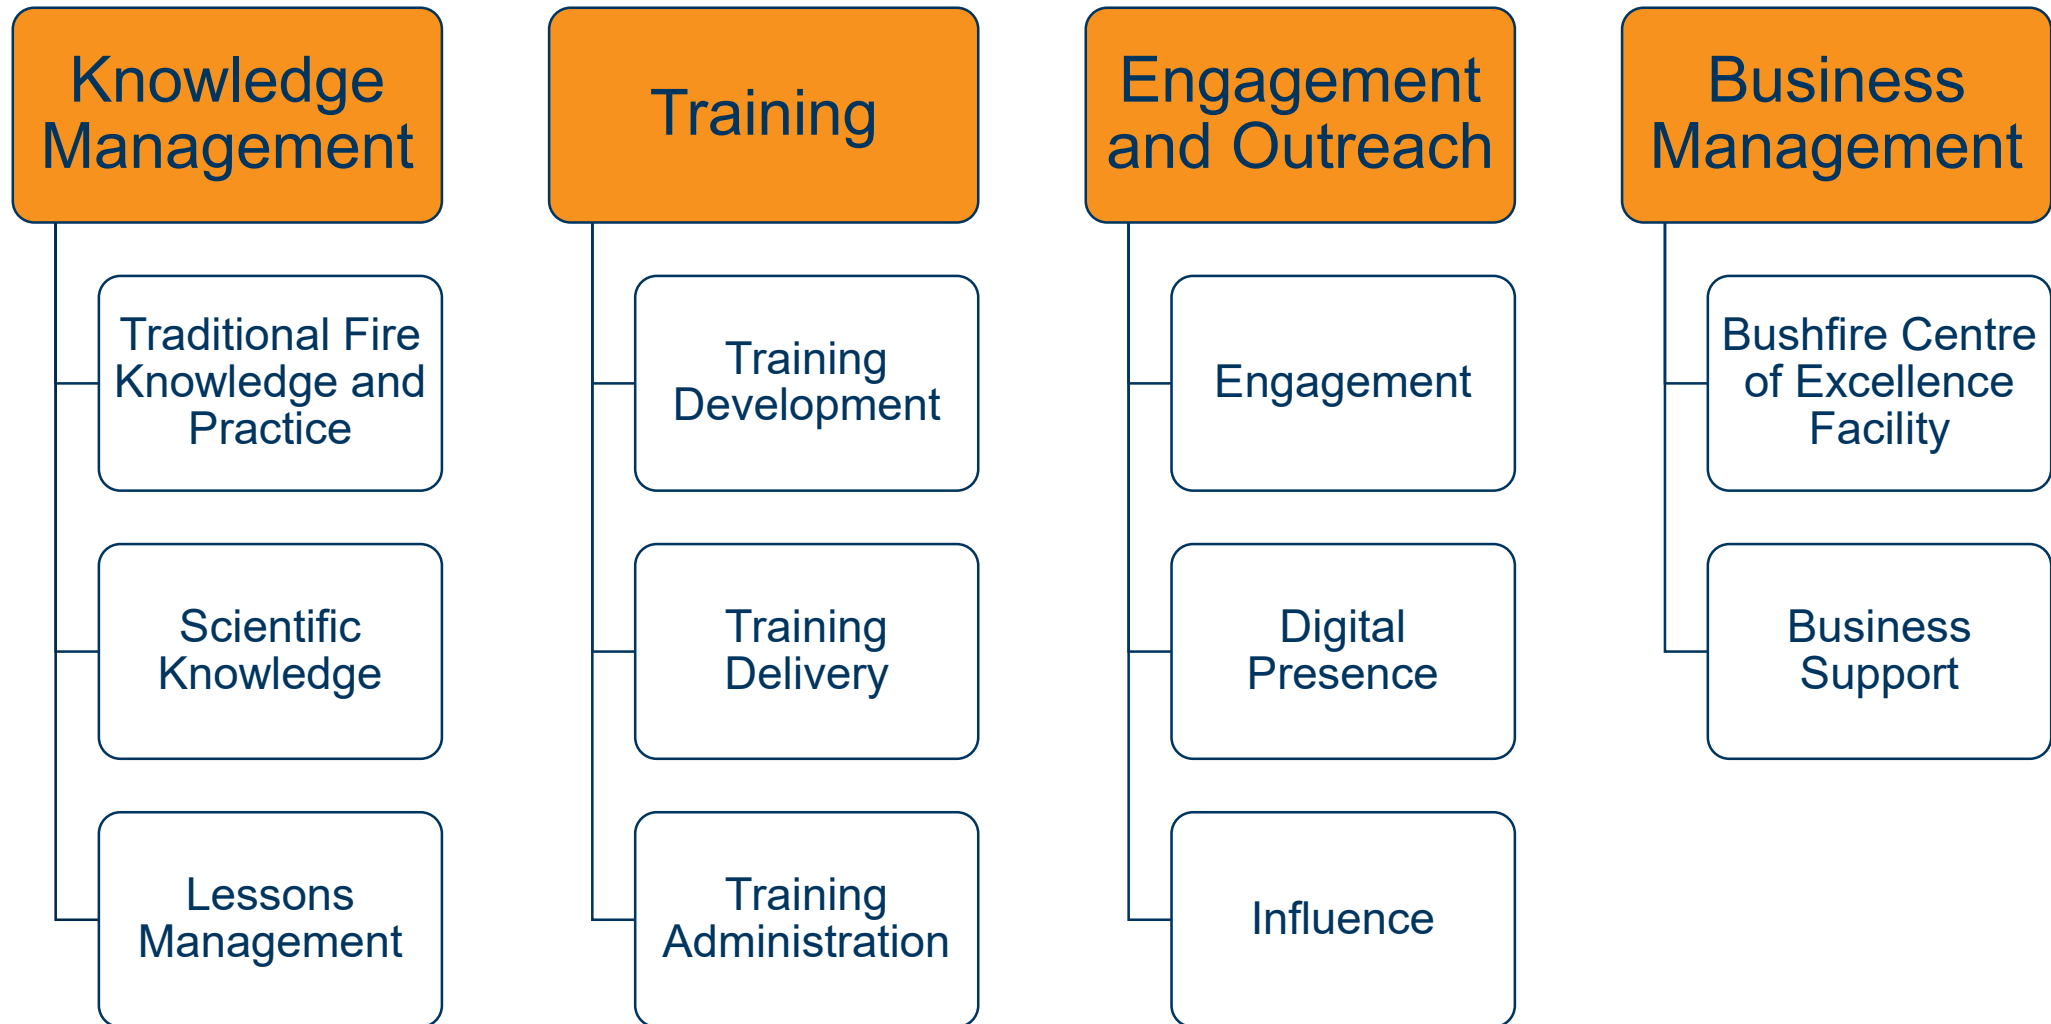 Knowledge
Management
Traditional Fire
Knowledge and
Practice
Scientific
Knowledge
Lessons
Management
Training
Training
Development
Training
Delivery
Training
Administration
Engagement
and Outreach
Engagement
Digital
Presence
Influence
Business
Management
Bushfire Centre
of Excellence
Facility
Business
Support